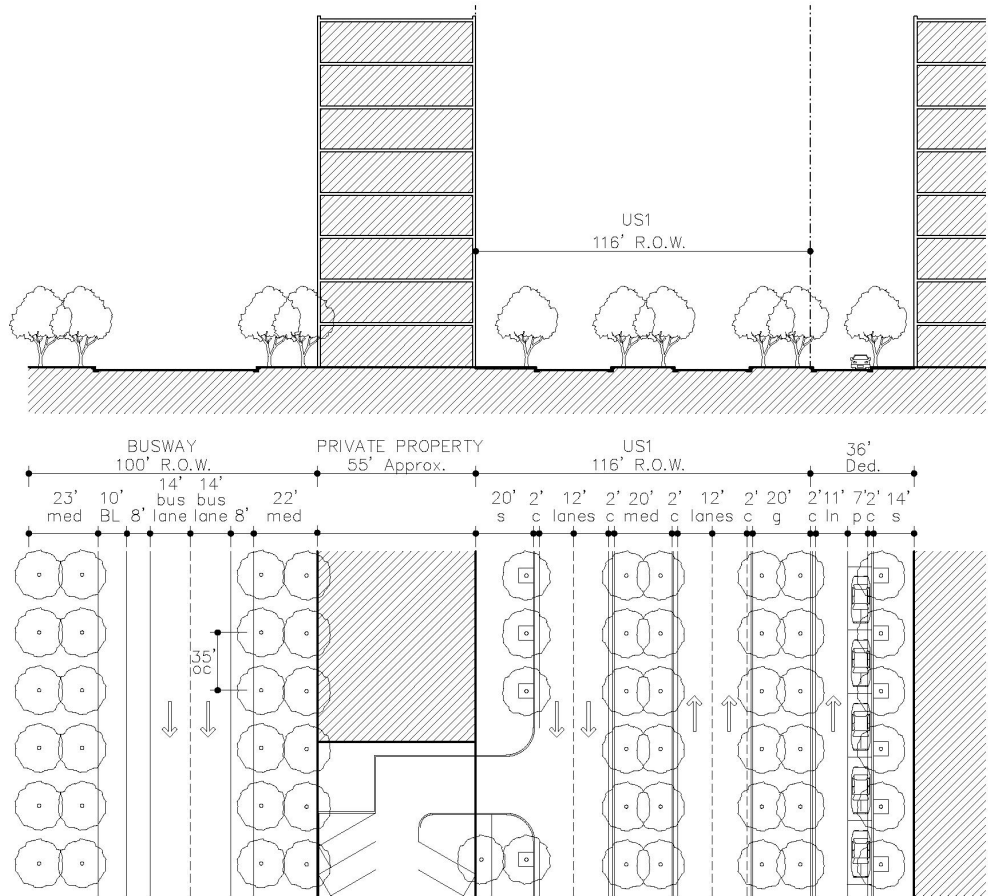 US1
116' R.O.W.
BUSWAY
100' R.O.W.
PRIVATE PROPERTY
55' Approx.
US1
116' R.O.W.
36'
Ded.
23'
med
10'
BL
8'
14'
bus
lane
14'
bus
lane
8'
22'
med
20'
s
2'
c
12'
lanes
2'
c
20'
med
2'
c
12'
lanes
2'
c
20'
g
2'
c
11'
ln
7'
p
2'
c
14'
s
35'
oc